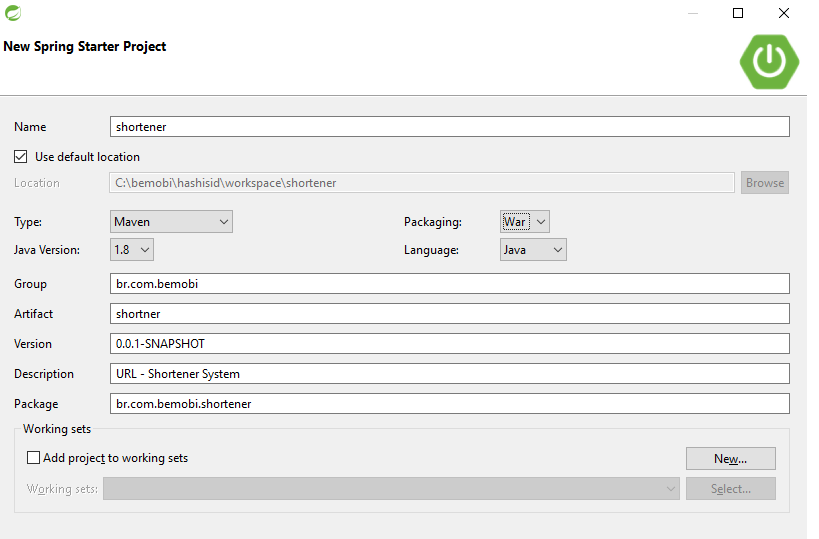 New Spring Starter Project
Name shortener
Use default location
Location C:\bemobi\hashisid\workspace\shortener Browse
Type: Maven Packaging: War
Java Version: 1.8 Language: Java
Group br.com.bemobi
Artifact shortner
Version 0.0.1-SNAPSHOT
Description URL - Shortener System
Package br.com.bemobi.shortener
Working sets
Add project to working sets New...
Working sets: Select...